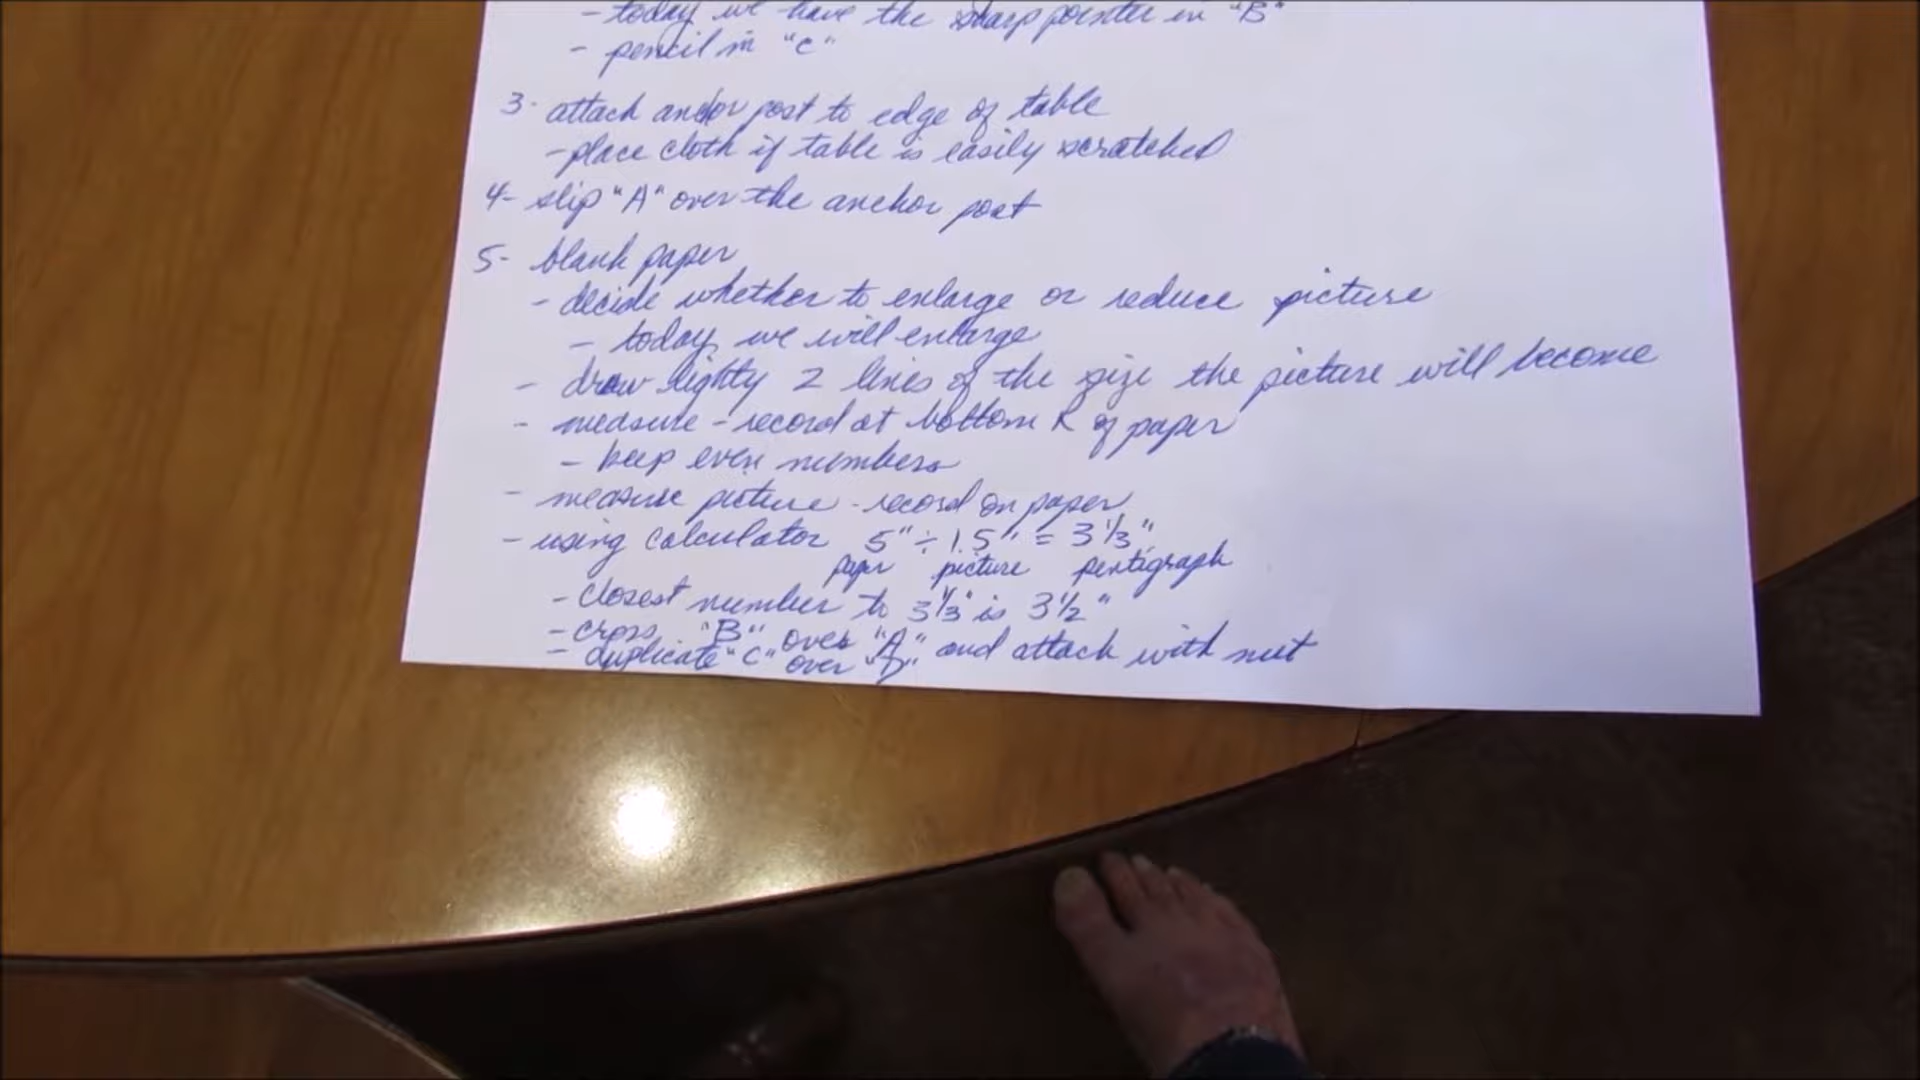 - today we have the sharp pointer in "B"
- pencil in "C"
3- attach anchor post to edge of table
- place cloth if table is easily scratched
4- slip "A" over the anchor post
5- blank paper
- decide whether to enlarge or reduce picture
- today we will enlarge
- draw lighty 2 lines of the size the picture will become
- measure - record at bottom R of paper
- keep even numbers
- measure picture - record on paper
- using calculator 5" ÷ 1.5" = 3 1/3"
paper picture pentigraph
- closest number to 3 1/3" is 3 1/2"
- cross "B" over "A" and attach with nut
- duplicate "C" over "D"